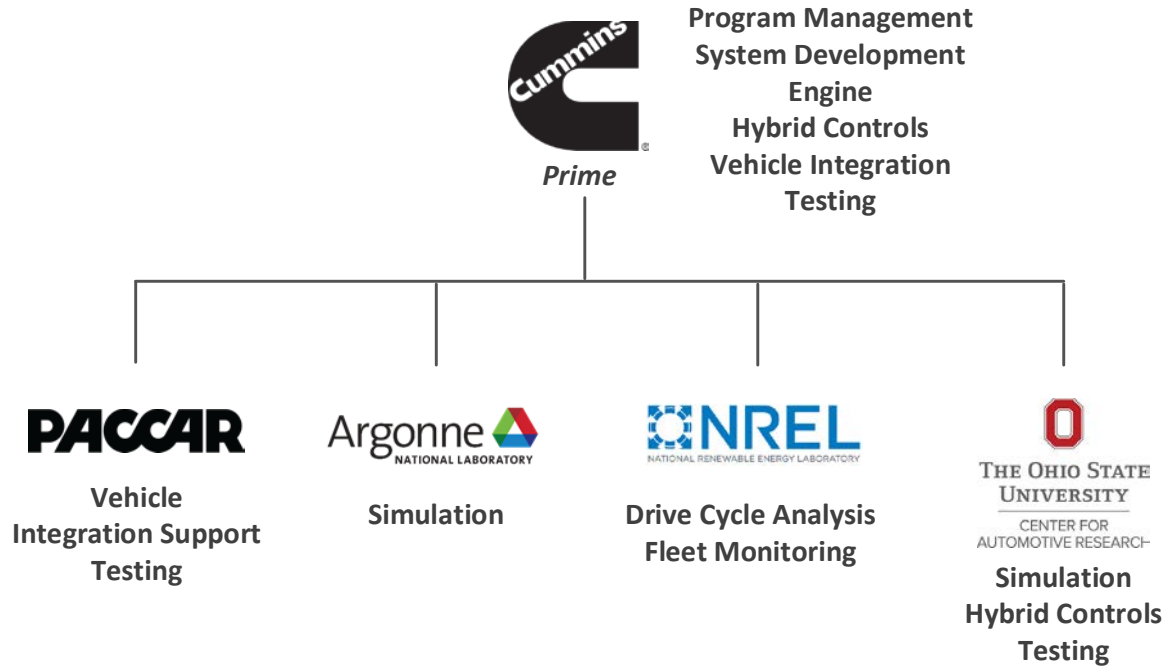 Cummins
®
Prime
Program Management
System Development
Engine
Hybrid Controls
Vehicle Integration
Testing
PACCAR
Vehicle
Integration Support
Testing
Argonne
NATIONAL LABORATORY
Simulation
NREL
NATIONAL RENEWABLE ENERGY LABORATORY
Drive Cycle Analysis
Fleet Monitoring
O
THE OHIO STATE
UNIVERSITY
CENTER FOR
AUTOMOTIVE RESEARCH
Simulation
Hybrid Controls
Testing